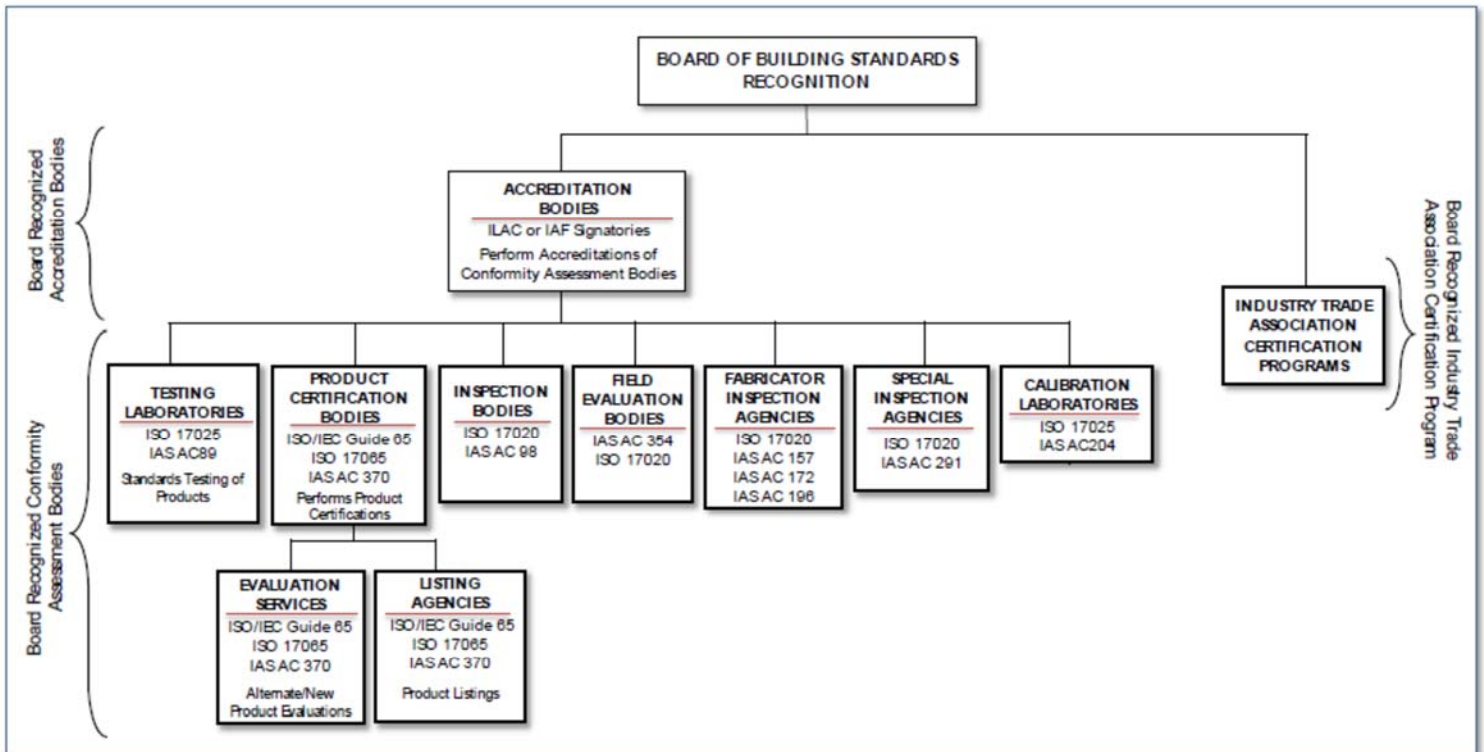 BOARD OF BUILDING STANDARDS
RECOGNITION
Board Recognized
Accreditation Bodies
ACCREDITATION
BODIES
ILAC or IAF Signatories
Perform Accreditations of
Conformity Assessment Bodies
Board Recognized Industry Trade
Association Certification Program
INDUSTRY TRADE
ASSOCIATION
CERTIFICATION
PROGRAMS
Board Recognized Conformity
Assessment Bodies
TESTING
LABORATORIES
ISO 17025
IAS AC89
Standards Testing of
Products
PRODUCT
CERTIFICATION
BODIES
ISO/IEC Guide 65
ISO 17065
IAS AC 370
Performs Product
Certifications
INSPECTION
BODIES
ISO 17020
IAS AC 98
FIELD
EVALUATION
BODIES
IAS AC 354
ISO 17020
FABRICATOR
INSPECTION
AGENCIES
ISO 17020
IAS AC 157
IAS AC 172
IAS AC 196
SPECIAL
INSPECTION
AGENCIES
ISO 17020
IAS AC 291
CALIBRATION
LABORATORIES
ISO 17025
IAS AC204
EVALUATION
SERVICES
ISO/IEC Guide 65
ISO 17065
IAS AC 370
Alternate/New
Product Evaluations
LISTING
AGENCIES
ISO/IEC Guide 65
ISO 17065
IAS AC 370
Product Listings